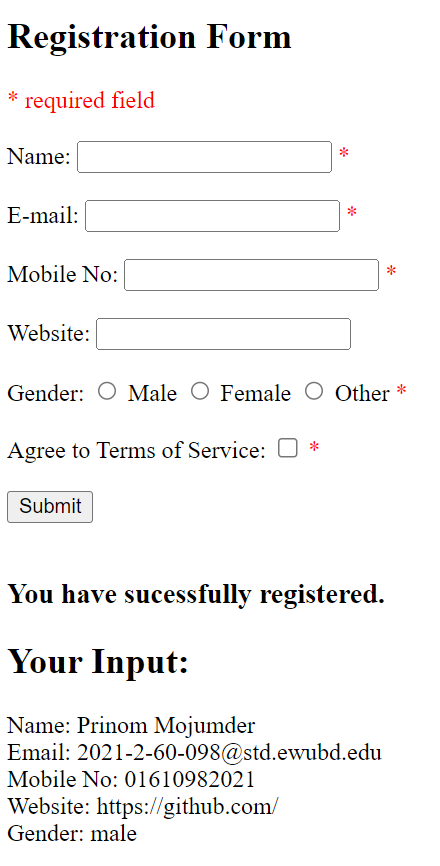 Registration Form
* required field
Name: *
E-mail: *
Mobile No: *
Website:
Gender: Male Female Other *
Agree to Terms of Service: *
Submit
You have sucessfully registered.
Your Input:
Name: Prinom Mojumder
Email: 2021-2-60-098@std.ewubd.edu
Mobile No: 01610982021
Website: https://github.com/
Gender: male